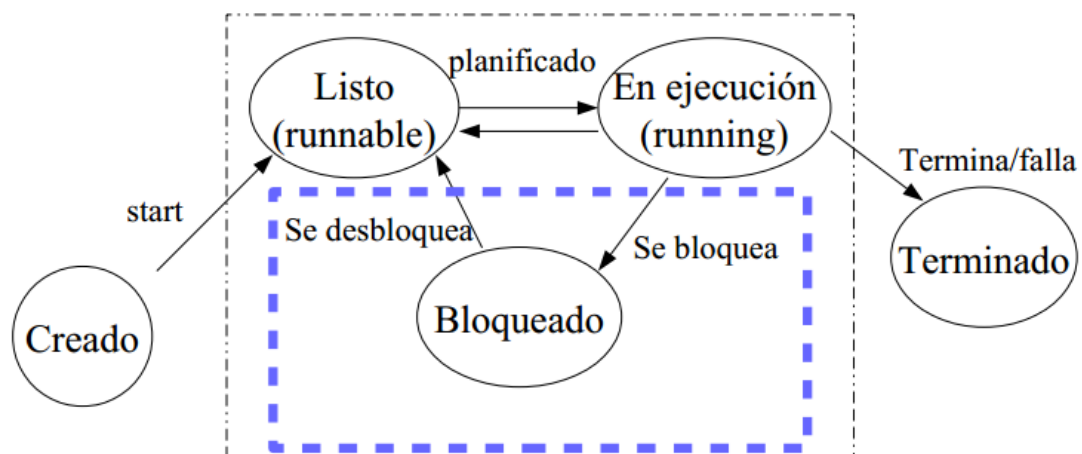 planificado
Listo
(runnable)
En ejecución
(running)
Termina/falla
start
Se desbloquea
Se bloquea
Terminado
Creado
Bloqueado